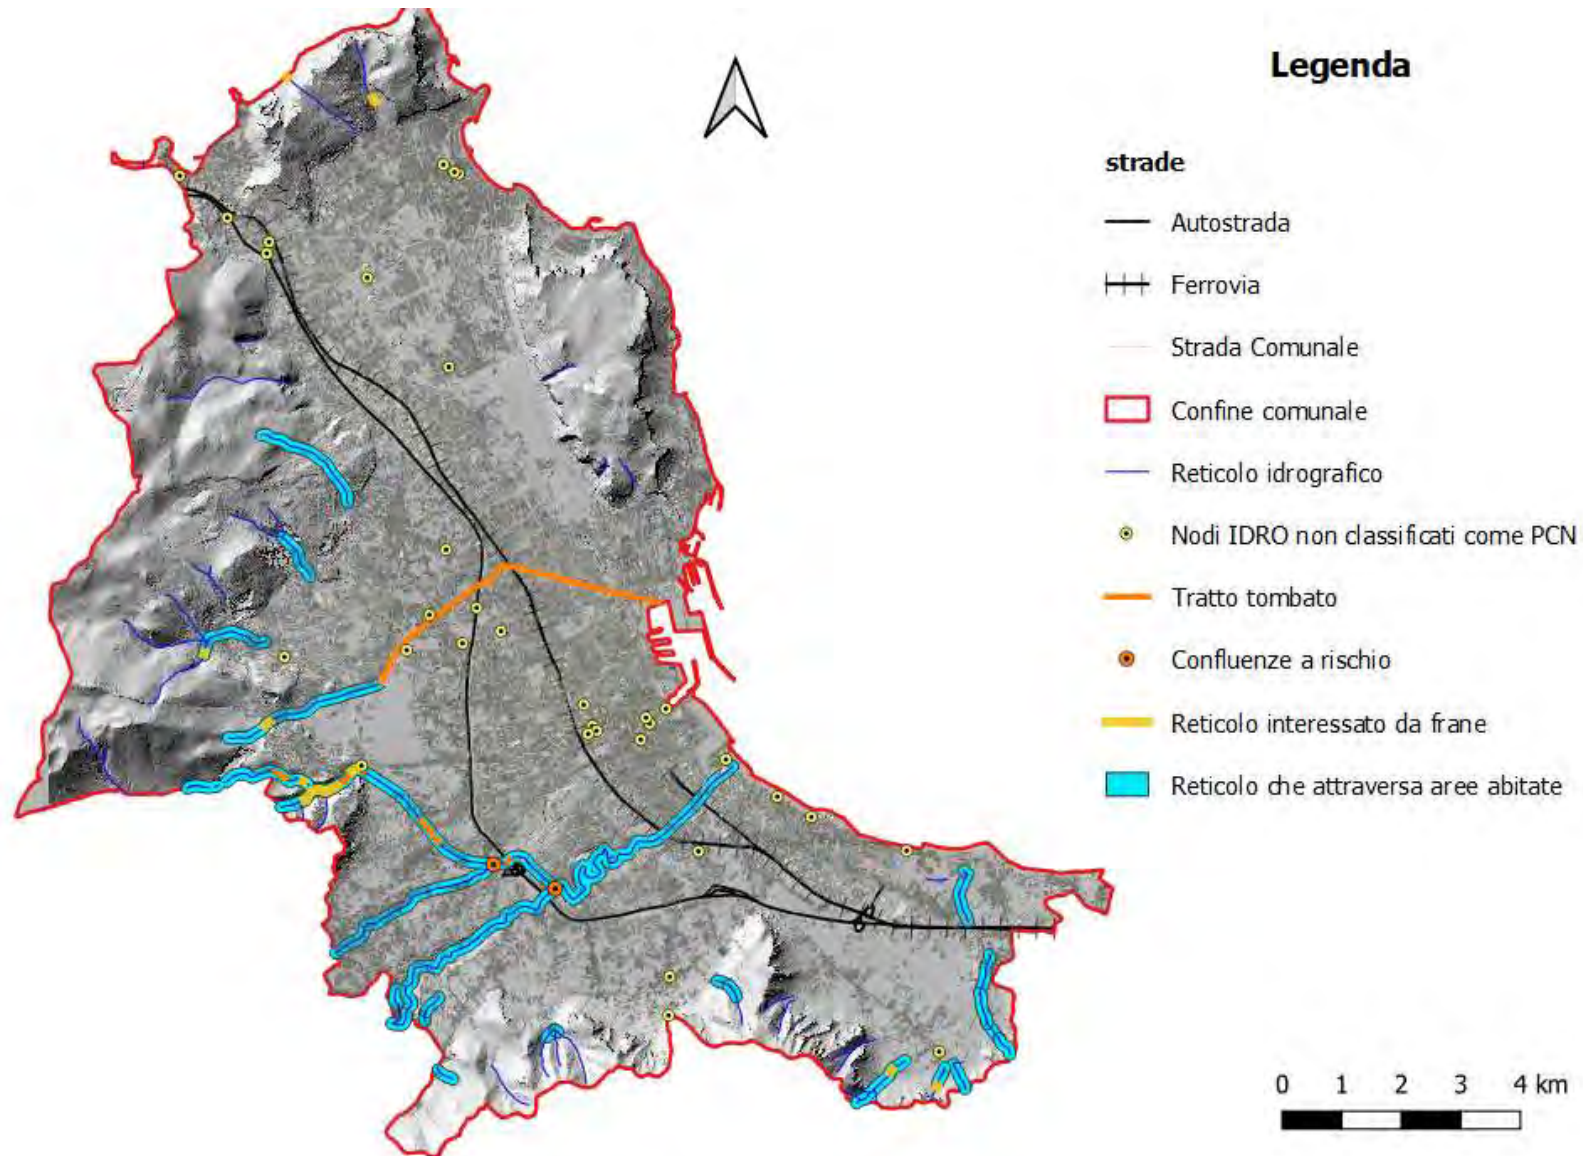 Legenda
strade
Autostrada
Ferrovia
Strada Comunale
Confine comunale
Reticolo idrografico
Nodi IDRO non classificati come PCN
Tratto tombato
Confluenze a rischio
Reticolo interessato da frane
Reticolo che attraversa aree abitate
0 1 2 3 4 km